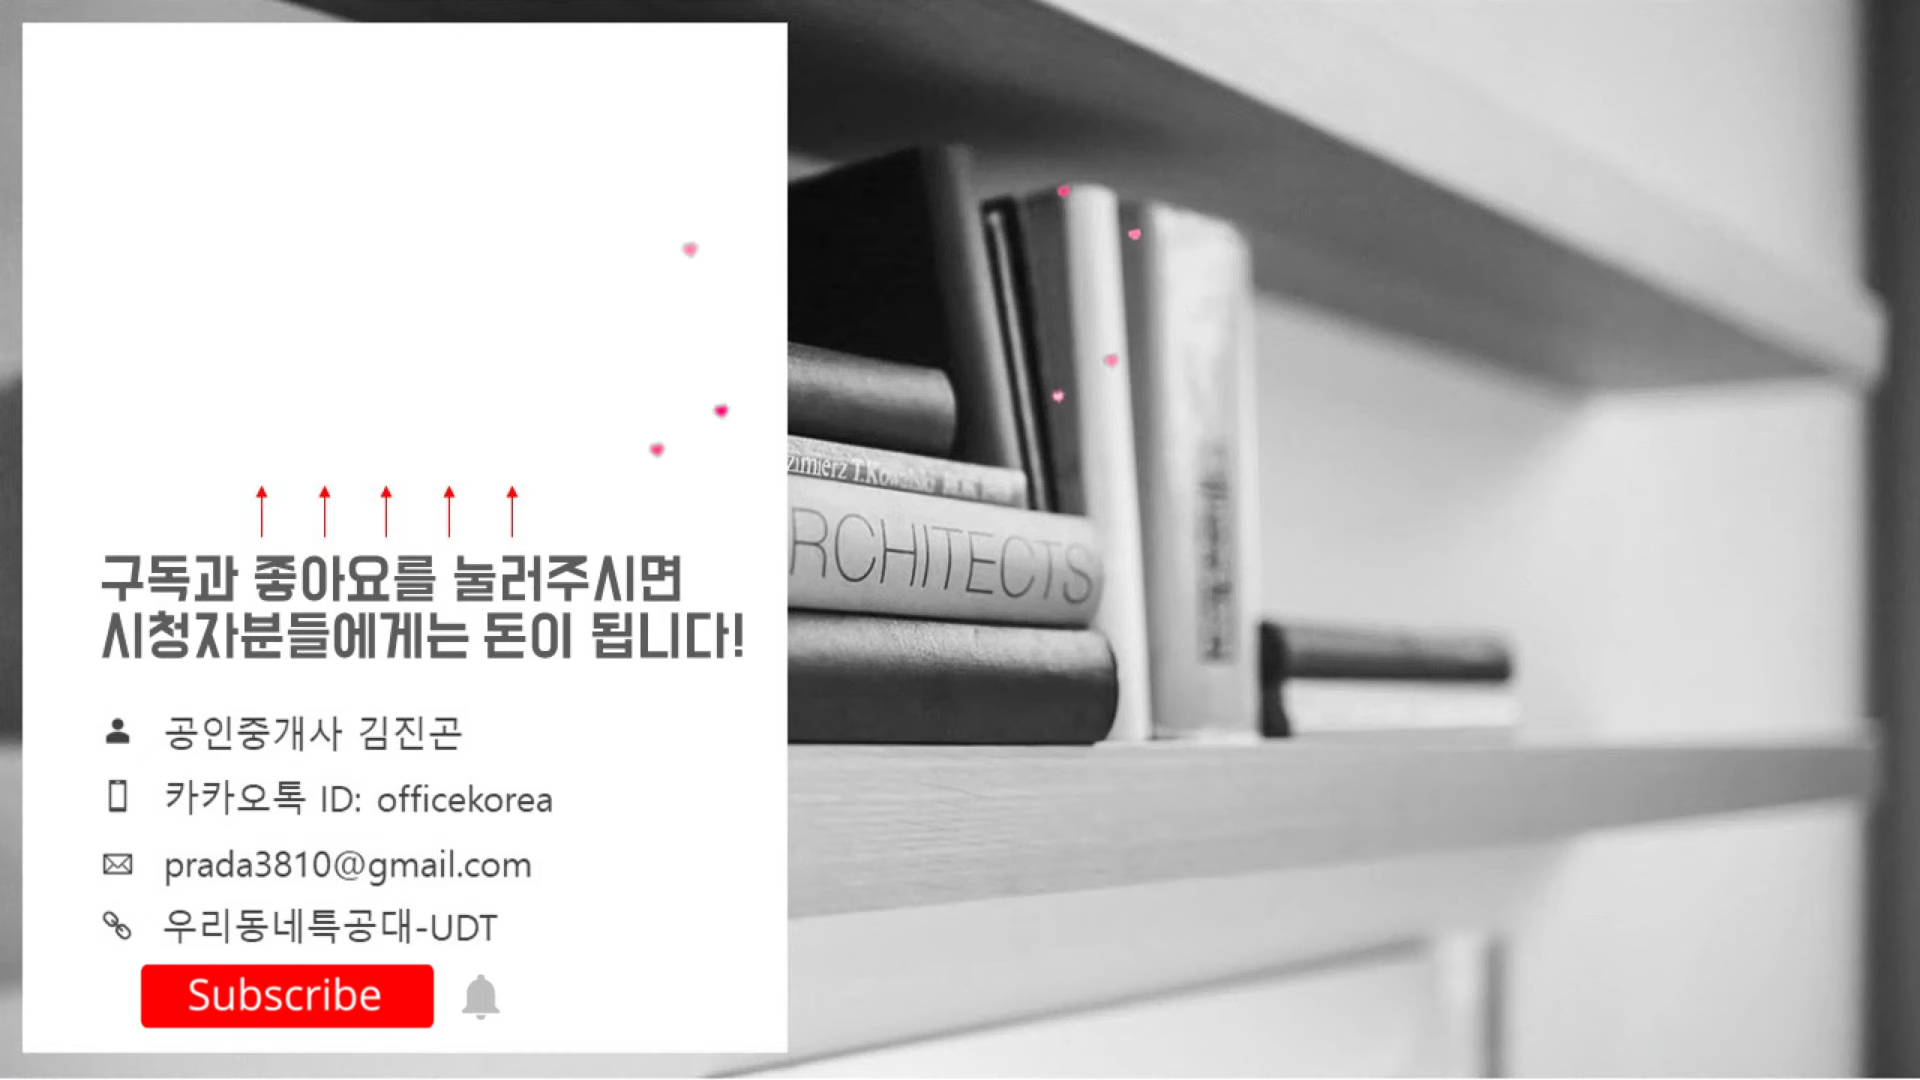 구독과 좋아요를 눌러주시면
시청자분들에게는 돈이 됩니다!
공인중개사 김진곤
카카오톡 ID: officekorea
prada3810@gmail.com
우리동네특공대-UDT
Subscribe
zimierz T.Kowalski
RCHITECTS